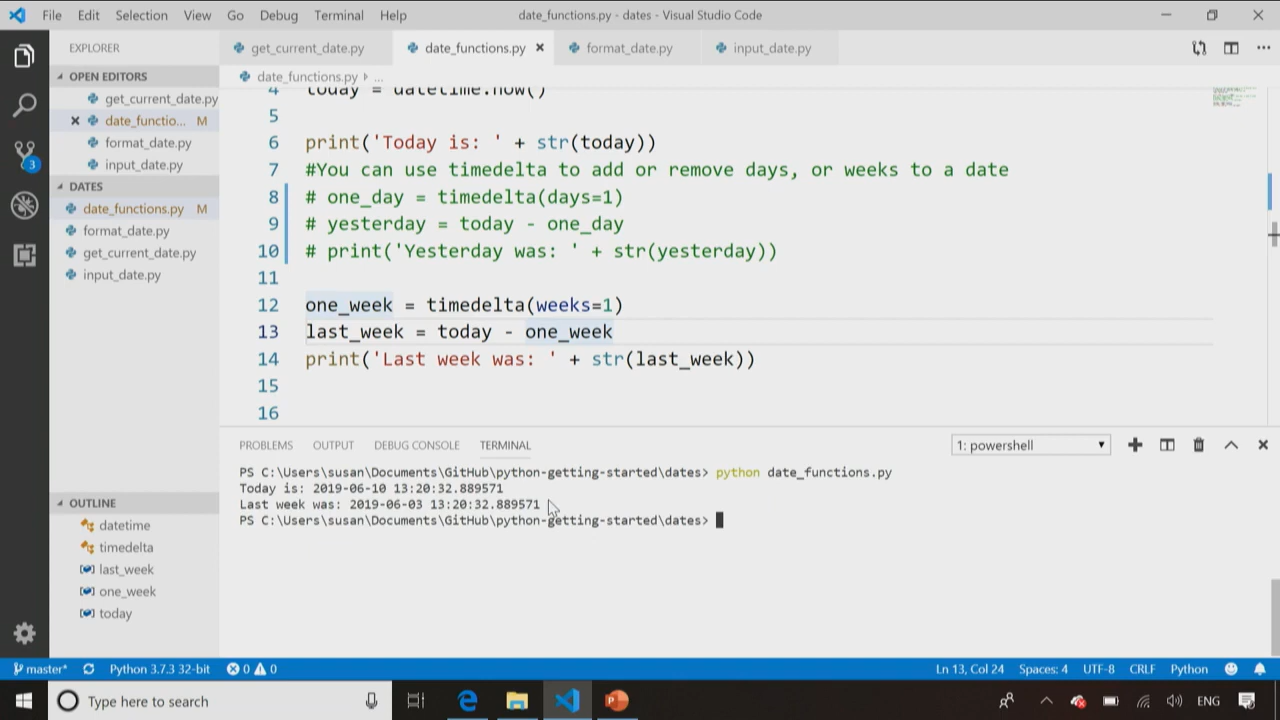 File Edit Selection View Go Debug Terminal Help date_functions.py - dates - Visual Studio Code
EXPLORER
OPEN EDITORS
get_current_date.py
date_functio... M
format_date.py
input_date.py
DATES
date_functions.py M
format_date.py
get_current_date.py
input_date.py
OUTLINE
datetime
timedelta
last_week
one_week
today
3
get_current_date.py date_functions.py format_date.py input_date.py
date_functions.py ...
4 today = datetime.now()
5
6 print('Today is: ' + str(today))
7 #You can use timedelta to add or remove days, or weeks to a date
8 # one_day = timedelta(days=1)
9 # yesterday = today - one_day
10 # print('Yesterday was: ' + str(yesterday))
11
12 one_week = timedelta(weeks=1)
13 last_week = today - one_week
14 print('Last week was: ' + str(last_week))
15
16
PROBLEMS OUTPUT DEBUG CONSOLE TERMINAL 1: powershell
PS C:\Users\susan\Documents\GitHub\python-getting-started\dates> python date_functions.py
Today is: 2019-06-10 13:20:32.889571
Last week was: 2019-06-03 13:20:32.889571
PS C:\Users\susan\Documents\GitHub\python-getting-started\dates>
master* Python 3.7.3 32-bit 0 0 Ln 13, Col 24 Spaces: 4 UTF-8 CRLF Python
Type here to search ENG